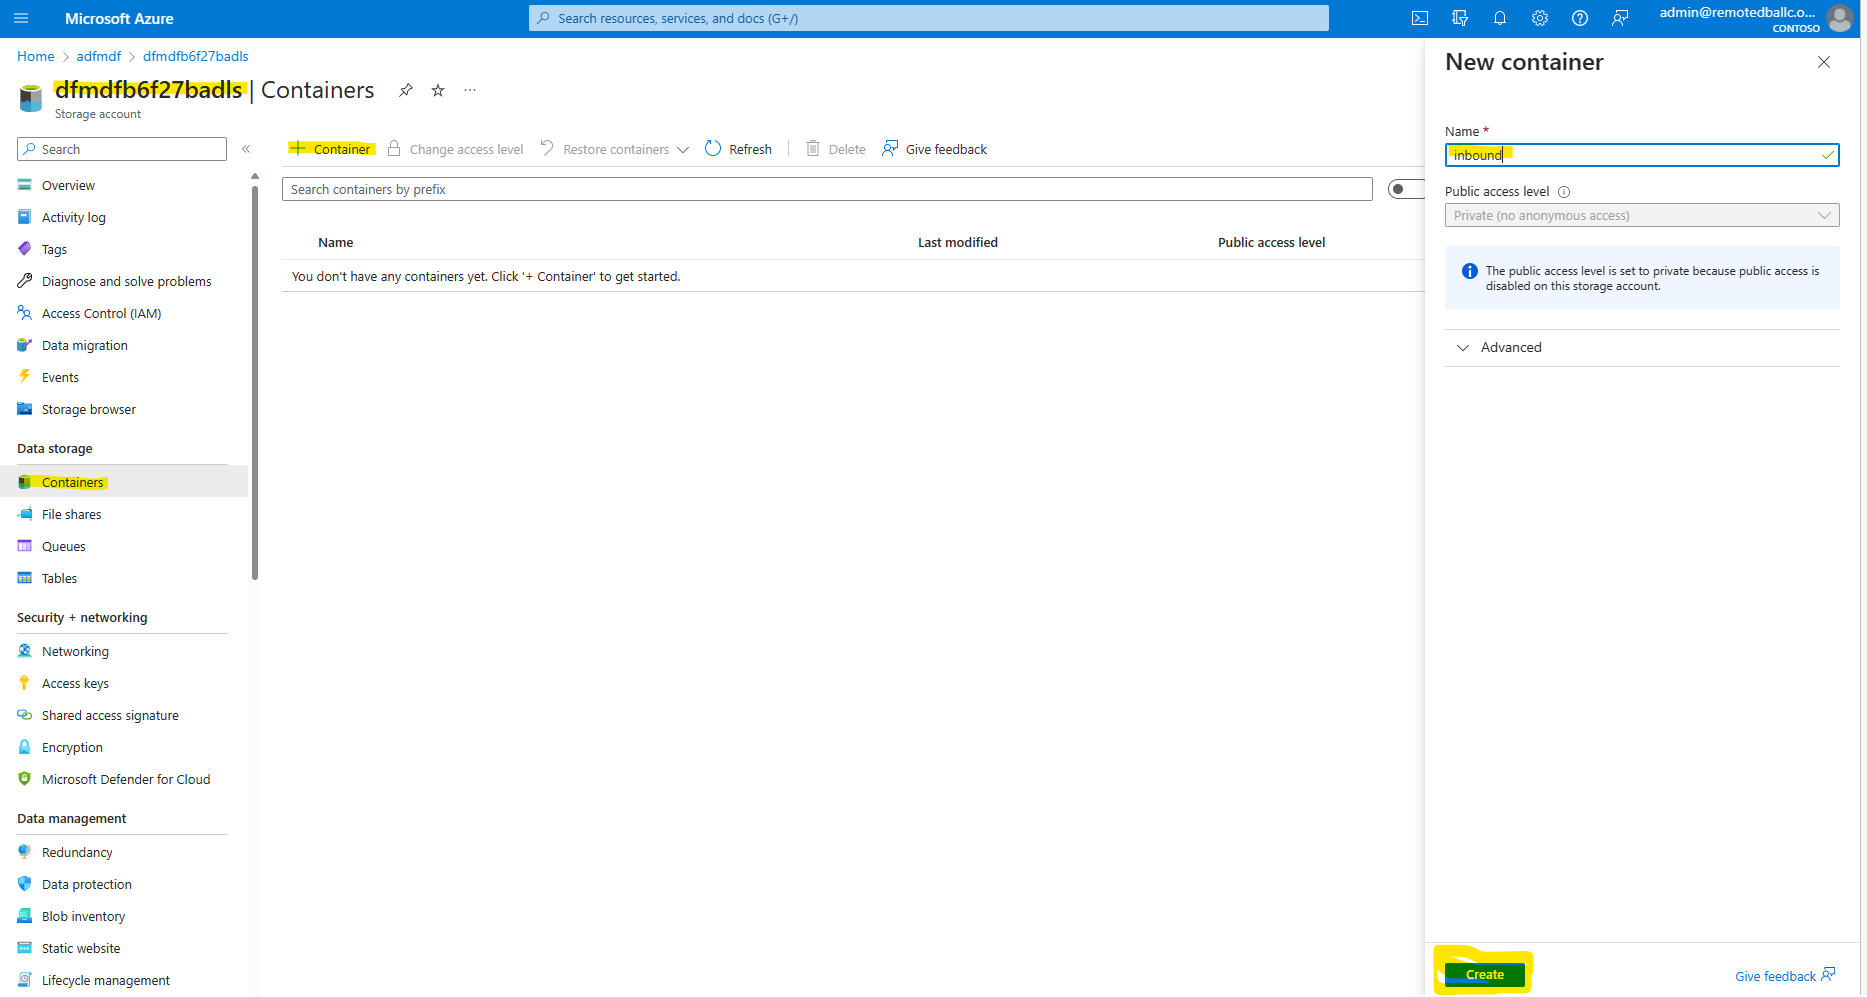 Microsoft Azure
Search resources, services, and docs (G+/)
admin@remotedballc.o...
CONTOSO
Home > adfmdf > dfmdfb6f27badls
dfmdfb6f27badls | Containers
Storage account
Search
Overview
Activity log
Tags
Diagnose and solve problems
Access Control (IAM)
Data migration
Events
Storage browser
Data storage
Containers
File shares
Queues
Tables
Security + networking
Networking
Access keys
Shared access signature
Encryption
Microsoft Defender for Cloud
Data management
Redundancy
Data protection
Blob inventory
Static website
Lifecycle management
+ Container Change access level Restore containers Refresh Delete Give feedback
Search containers by prefix
Name Last modified Public access level
You don't have any containers yet. Click '+ Container' to get started.
New container
Name *
inbound
Public access level
Private (no anonymous access)
The public access level is set to private because public access is
disabled on this storage account.
Advanced
Create
Give feedback